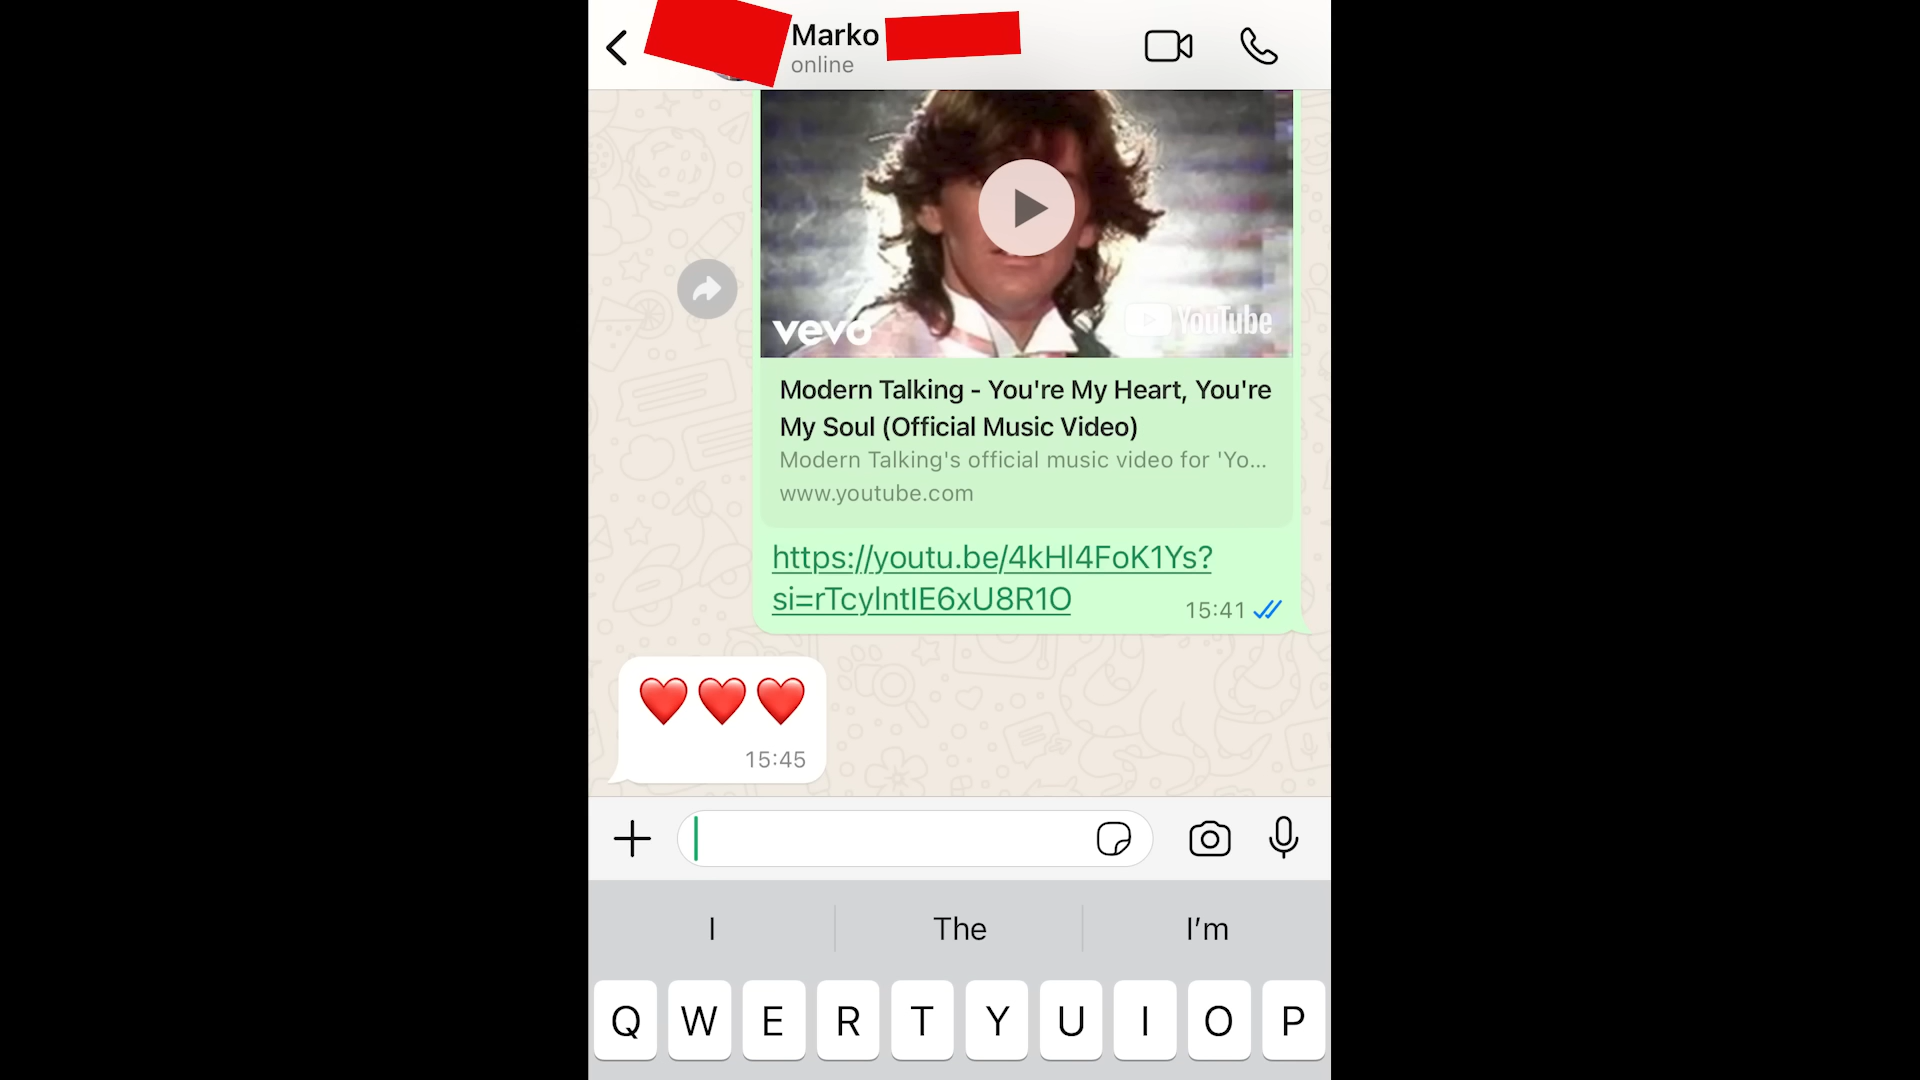 Marko
online
vevo
YouTube
Modern Talking - You're My Heart, You're
My Soul (Official Music Video)
Modern Talking's official music video for 'Yo...
www.youtube.com
https://youtu.be/4kHl4FoK1Ys?
si=rTcylntlE6xU8R1O
15:41
15:45
I
The
I’m
Q W E R T Y U I O P